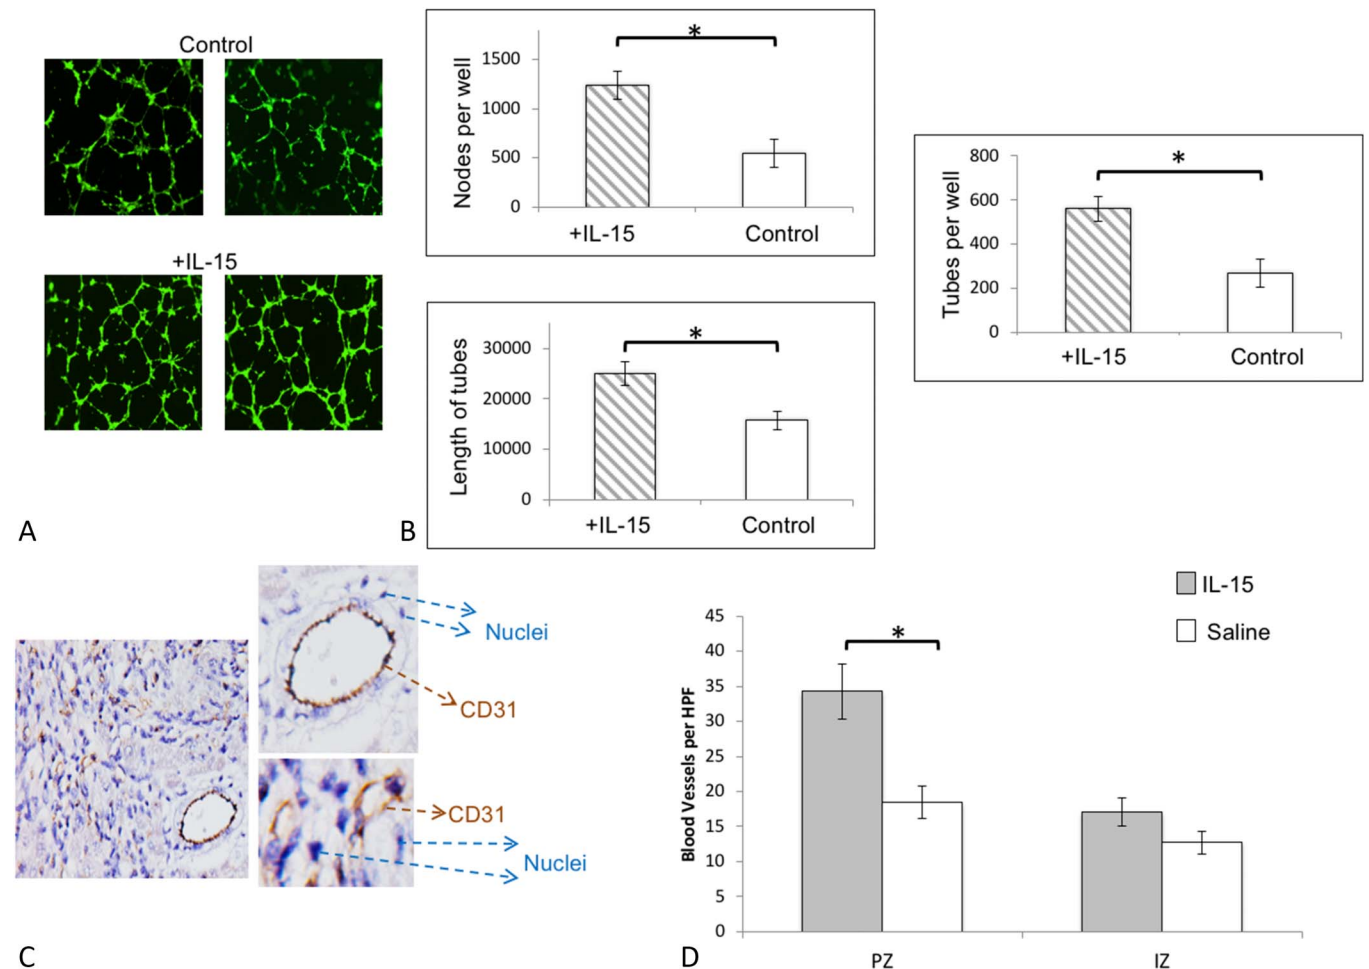 Control
+IL-15
A
*
Nodes per well
1500
1000
500
0
+IL-15
Control
*
Length of tubes
30000
20000
10000
0
+IL-15
Control
*
Tubes per well
800
600
400
200
0
+IL-15
Control
B
Nuclei
CD31
CD31
Nuclei
C
IL-15
Saline
*
Blood Vessels per HPF
45
40
35
30
25
20
15
10
5
0
PZ
IZ
D